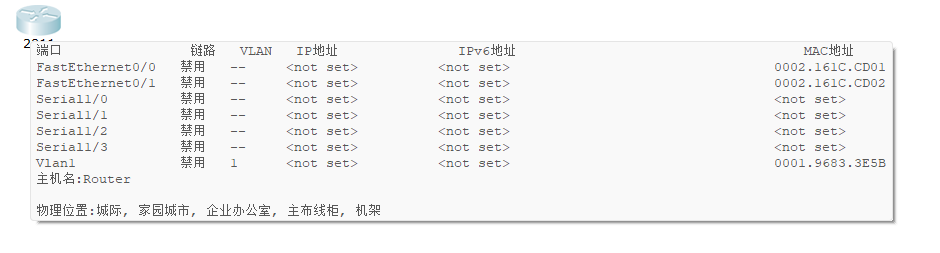 端口 链路 VLAN IP地址 IPv6地址 MAC地址
FastEthernet0/0 禁用 -- <not set> <not set> 0002.161C.CD01
FastEthernet0/1 禁用 -- <not set> <not set> 0002.161C.CD02
Serial1/0 禁用 -- <not set> <not set> <not set>
Serial1/1 禁用 -- <not set> <not set> <not set>
Serial1/2 禁用 -- <not set> <not set> <not set>
Serial1/3 禁用 -- <not set> <not set> <not set>
Vlan1 禁用 1 <not set> <not set> 0001.9683.3E5B
主机名:Router
物理位置:城际, 家园城市, 企业办公室, 主布线柜, 机架